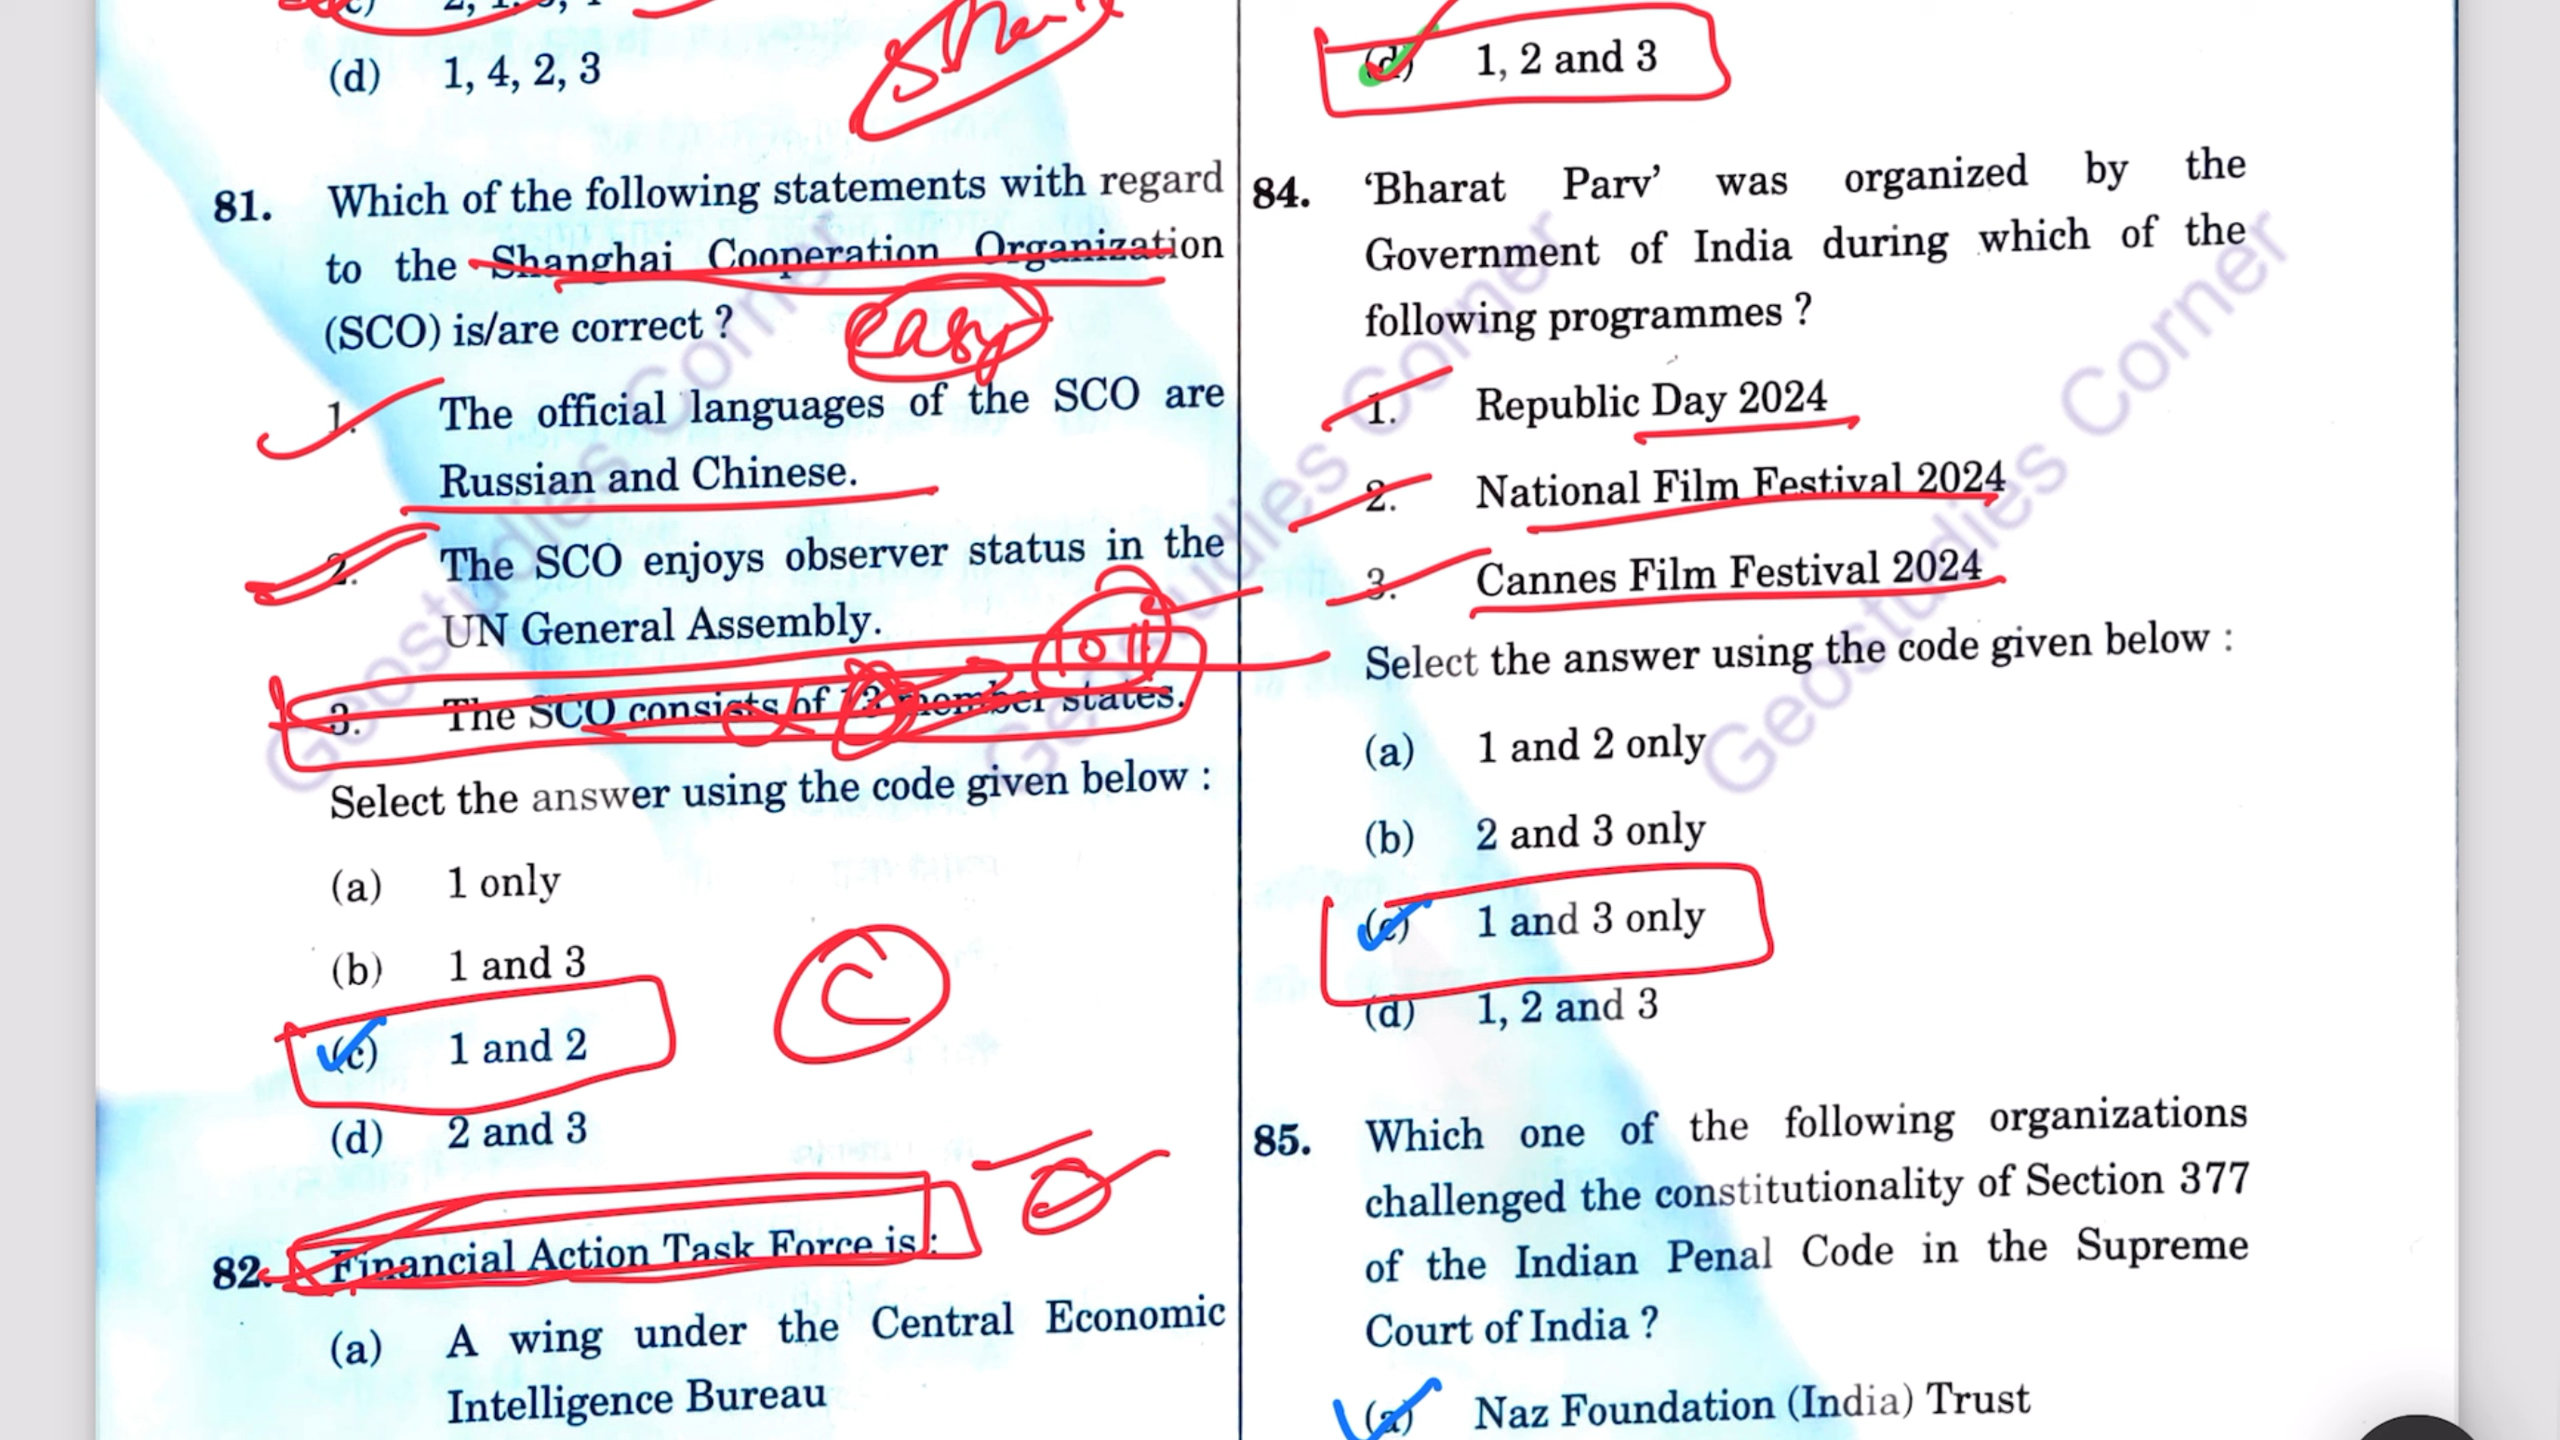 (d) 1, 4, 2, 3
81. Which of the following statements with regard
to the Shanghai Cooperation Organization
(SCO) is/are correct ?
easy
1. The official languages of the SCO are
Russian and Chinese.
2. The SCO enjoys observer status in the
UN General Assembly.
3. The SCO consists of 13 member states.
Select the answer using the code given below :
(a) 1 only
(b) 1 and 3
(c) 1 and 2
C
(d) 2 and 3
82. Financial Action Task Force is :
(a) A wing under the Central Economic
Intelligence Bureau
(d) 1, 2 and 3
84. ‘Bharat Parv’ was organized by the
Government of India during which of the
following programmes ?
1. Republic Day 2024
2. National Film Festival 2024
3. Cannes Film Festival 2024
Select the answer using the code given below :
(a) 1 and 2 only
(b) 2 and 3 only
(c) 1 and 3 only
(d) 1, 2 and 3
85. Which one of the following organizations
challenged the constitutionality of Section 377
of the Indian Penal Code in the Supreme
Court of India ?
(a) Naz Foundation (India) Trust
Geostudies Corner
Geostudies Corner
Geostudies Corner